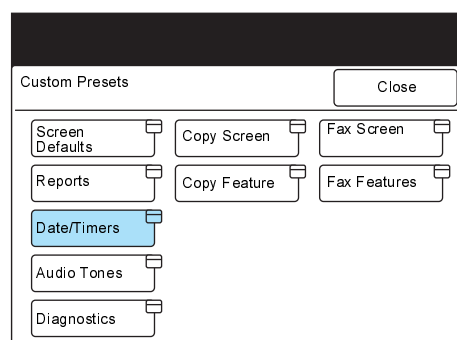 Custom Presets
Close
Screen
Defaults
Copy Screen
Fax Screen
Reports
Copy Feature
Fax Features
Date/Timers
Audio Tones
Diagnostics